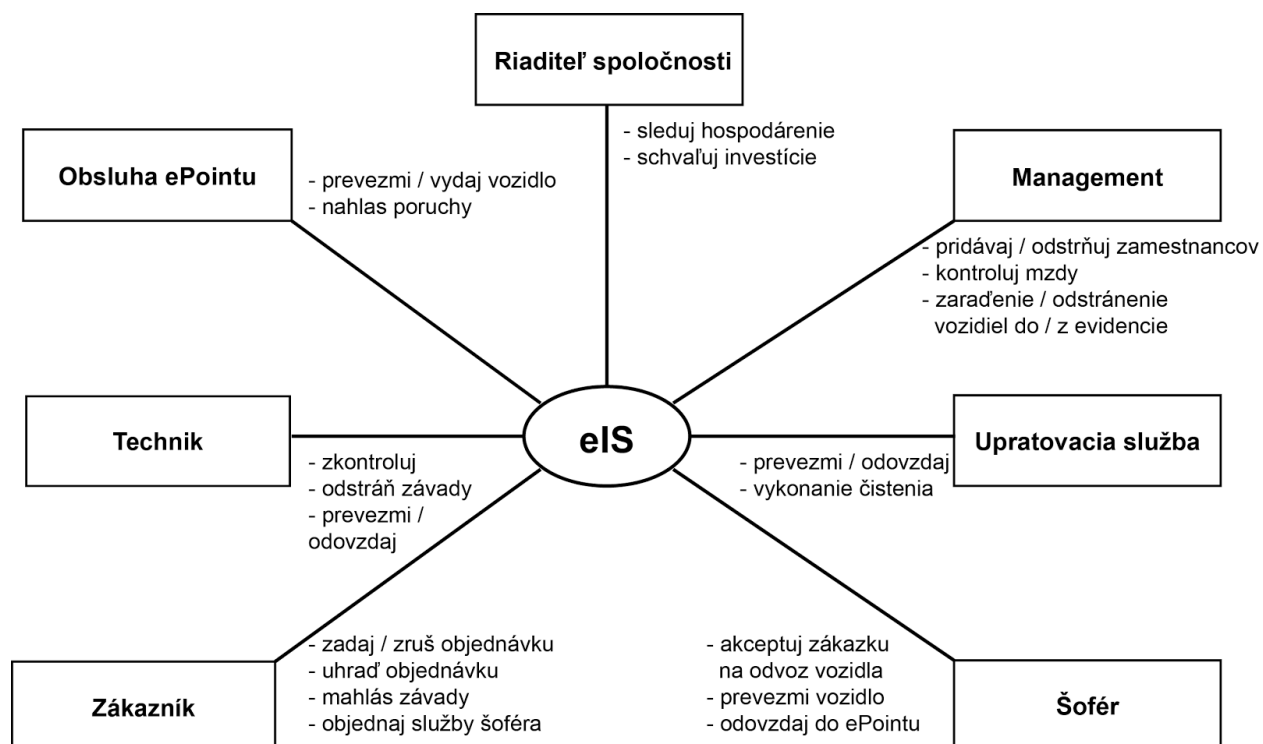 Riaditeľ spoločnosti
- sleduj hospodárenie
- schvaľuj investície
Obsluha ePointu
- prevezmi / vydaj vozidlo
- nahlas poruchy
Management
- pridávaj / odstrňuj zamestnancov
- kontroluj mzdy
- zaraďenie / odstránenie
vozidiel do / z evidencie
Technik
- zkontroluj
- odstráň závady
- prevezmi /
odovzdaj
eIS
Upratovacia služba
- prevezmi / odovzdaj
- vykonanie čistenia
Zákazník
- zadaj / zruš objednávku
- uhraď objednávku
- mahlás závady
- objednaj služby šoféra
Šofér
- akceptuj zákazku
na odvoz vozidla
- prevezmi vozidlo
- odovzdaj do ePointu